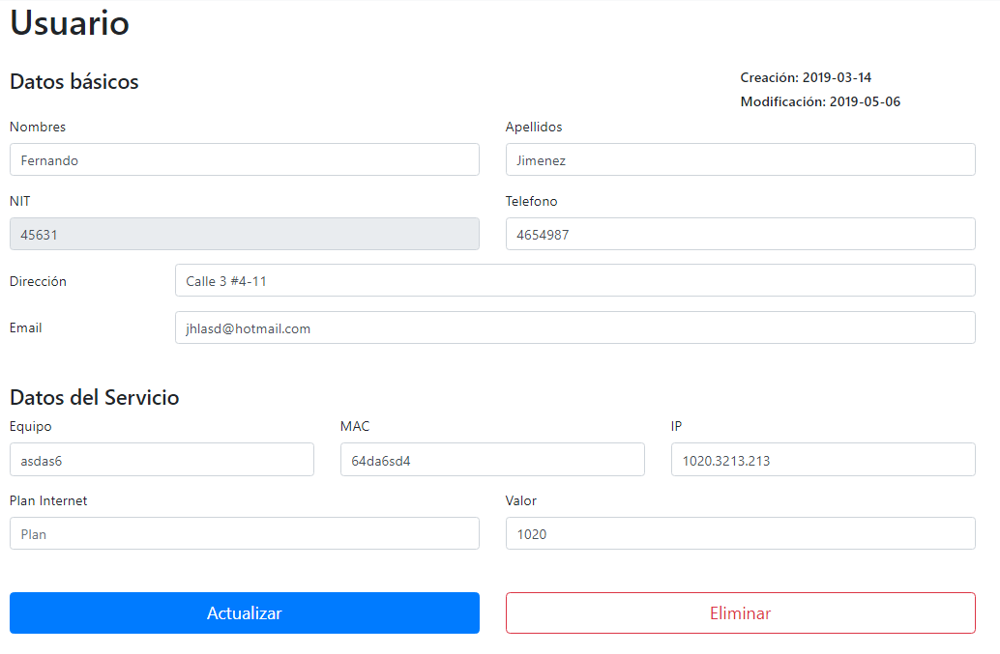 Usuario
Datos básicos
Creación: 2019-03-14
Modificación: 2019-05-06
Nombres
Apellidos
Fernando
Jimenez
NIT
Telefono
45631
4654987
Dirección
Calle 3 #4-11
Email
jhlasd@hotmail.com
Datos del Servicio
Equipo
MAC
IP
asdas6
64da6sd4
1020.3213.213
Plan Internet
Valor
Plan
1020
Actualizar
Eliminar